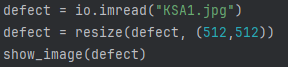 defect = io.imread("KSA1.jpg")
defect = resize(defect, (512,512))
show_image(defect)